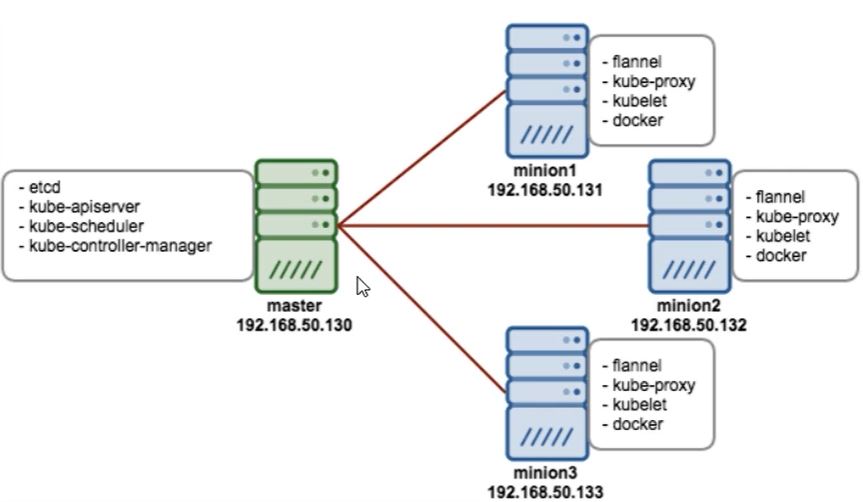 - flannel
- kube-proxy
- kubelet
- docker
minion1
192.168.50.131
- etcd
- kube-apiserver
- kube-scheduler
- kube-controller-manager
master
192.168.50.130
- flannel
- kube-proxy
- kubelet
- docker
minion2
192.168.50.132
- flannel
- kube-proxy
- kubelet
- docker
minion3
192.168.50.133